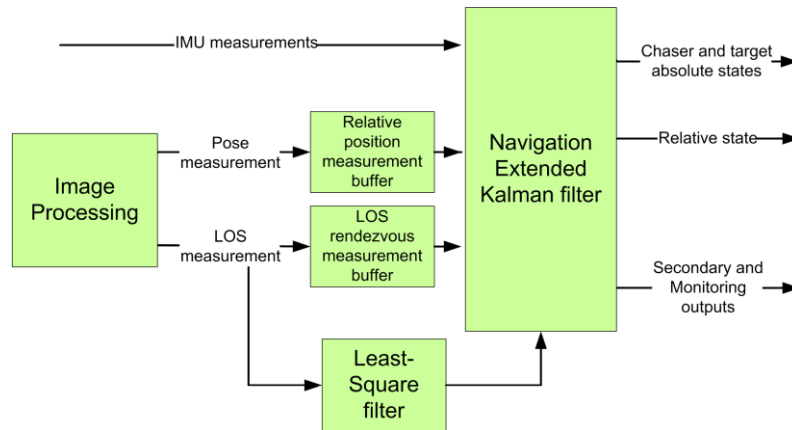 IMU measurements
Chaser and target
absolute states
Pose
measurement
Relative
position
measurement
buffer
Relative state
Image
Processing
Navigation
Extended
Kalman filter
LOS
measurement
LOS
rendezvous
measurement
buffer
Secondary and
Monitoring
outputs
Least-
Square
filter